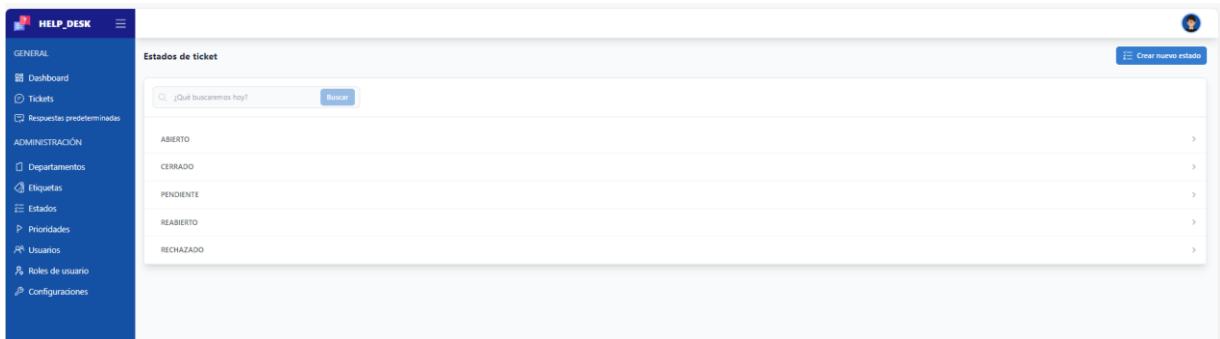 HELP_DESK
GENERAL
Dashboard
Tickets
Respuestas predeterminadas
ADMINISTRACIÓN
Departamentos
Etiquetas
Estados
Prioridades
Usuarios
Roles de usuario
Configuraciones
Estados de ticket
Crear nuevo estado
¿Qué buscaremos hoy?
Buscar
ABIERTO
CERRADO
PENDIENTE
REABIERTO
RECHAZADO